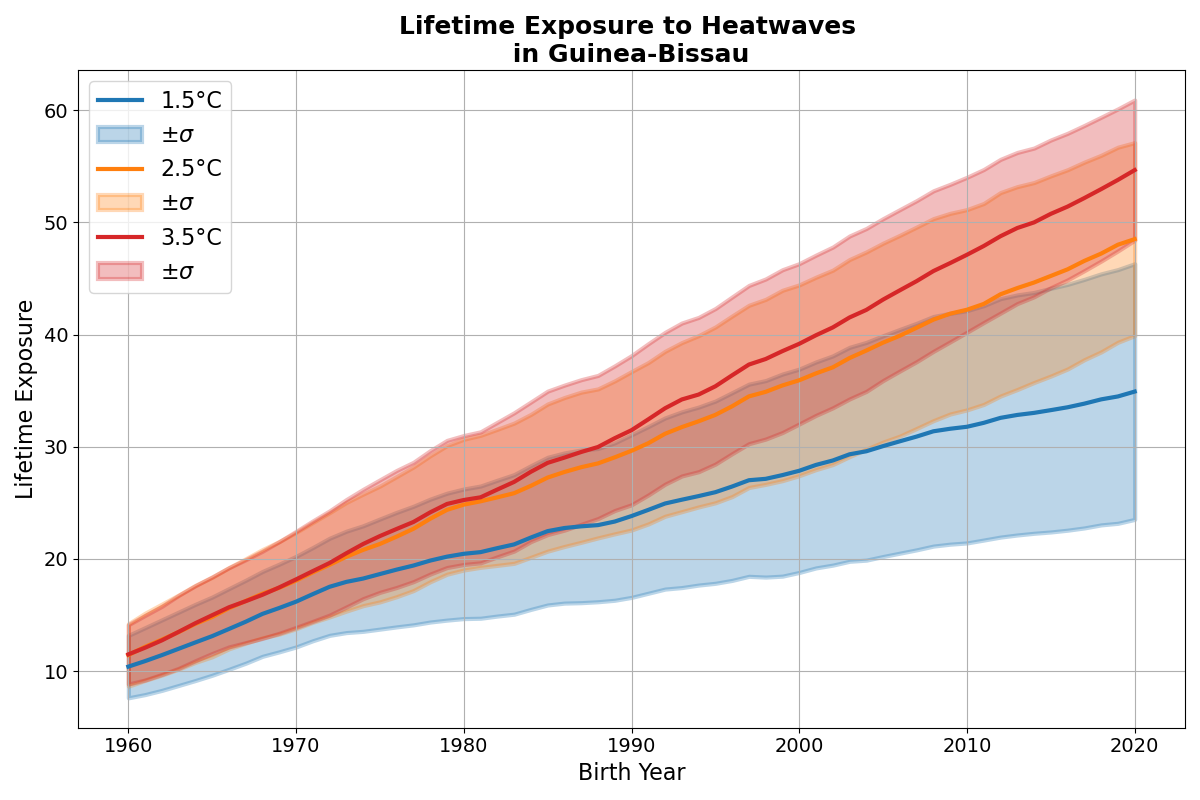 Lifetime Exposure to Heatwaves
in Guinea-Bissau
1.5°C
±σ
2.5°C
±σ
3.5°C
±σ
60
50
40
30
20
10
Lifetime Exposure
1960 1970 1980 1990 2000 2010 2020
Birth Year